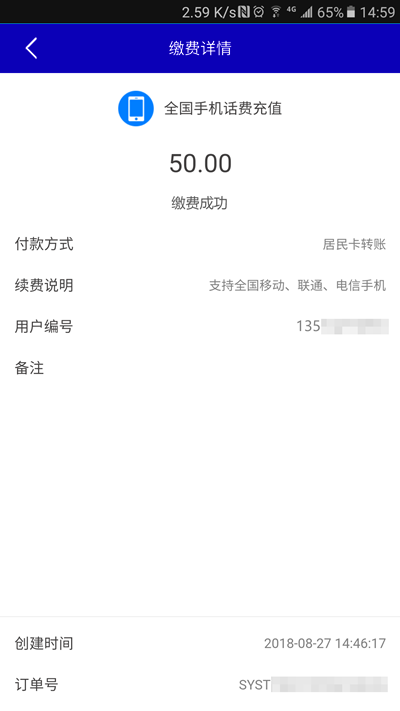 2.59 K/s 4G 65% 14:59
缴费详情
全国手机话费充值
50.00
缴费成功
付款方式 居民卡转账
续费说明 支持全国移动、联通、电信手机
用户编号 135
备注
创建时间 2018-08-27 14:46:17
订单号 SYST